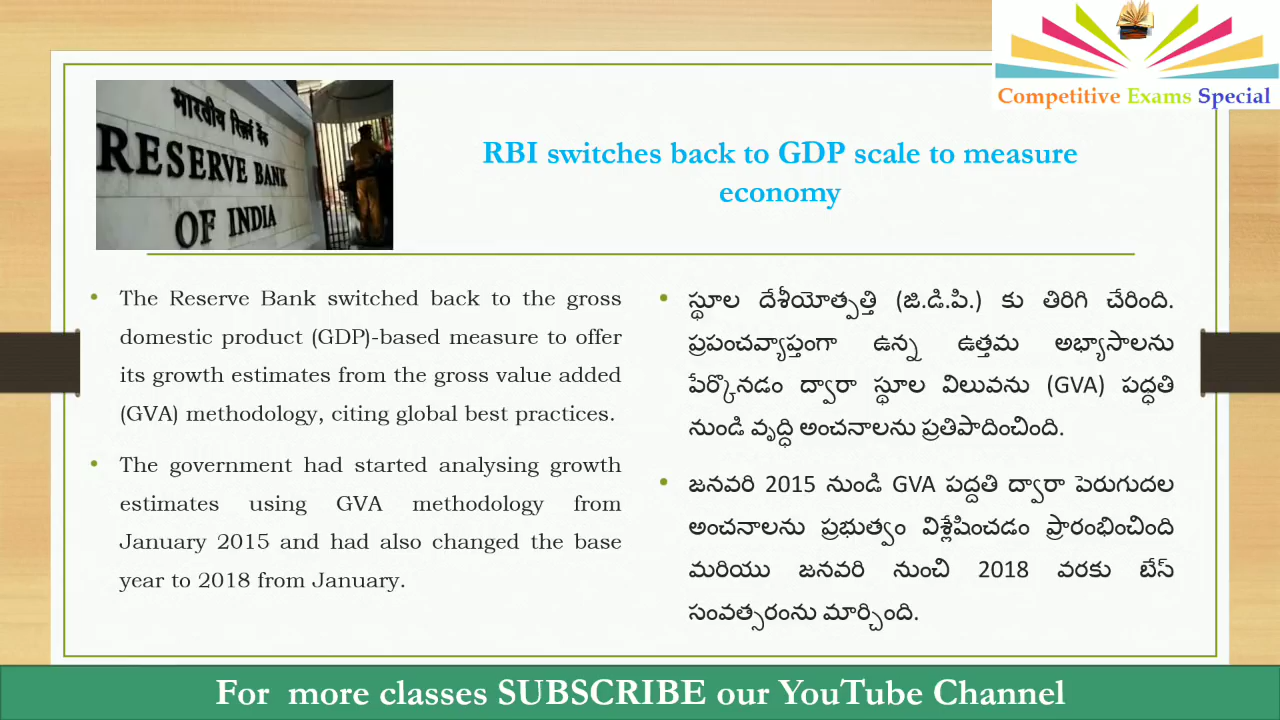 Competitive Exams Special
भारतीय रिज़र्व बैंक
RESERVE BANK
OF INDIA
RBI switches back to GDP scale to measure
economy
• The Reserve Bank switched back to the gross
domestic product (GDP)-based measure to offer
its growth estimates from the gross value added
(GVA) methodology, citing global best practices.
• The government had started analysing growth
estimates using GVA methodology from
January 2015 and had also changed the base
year to 2018 from January.
• స్థూల దేశీయోత్పత్తి (జి.డి.పి.) కు తిరిగి చేరింది.
ప్రపంచవ్యాప్తంగా ఉన్న ఉత్తమ అభ్యాసాలను
పేర్కొనడం ద్వారా స్థూల విలువను (GVA) పద్ధతి
నుండి వృద్ధి అంచనాలను ప్రతిపాదించింది.
• జనవరి 2015 నుండి GVA పద్దతి ద్వారా పెరుగుదల
అంచనాలను ప్రభుత్వం విశ్లేషించడం ప్రారంభించింది
మరియు జనవరి నుంచి 2018 వరకు బేస్
సంవత్సరంను మార్చింది.
For more classes SUBSCRIBE our YouTube Channel